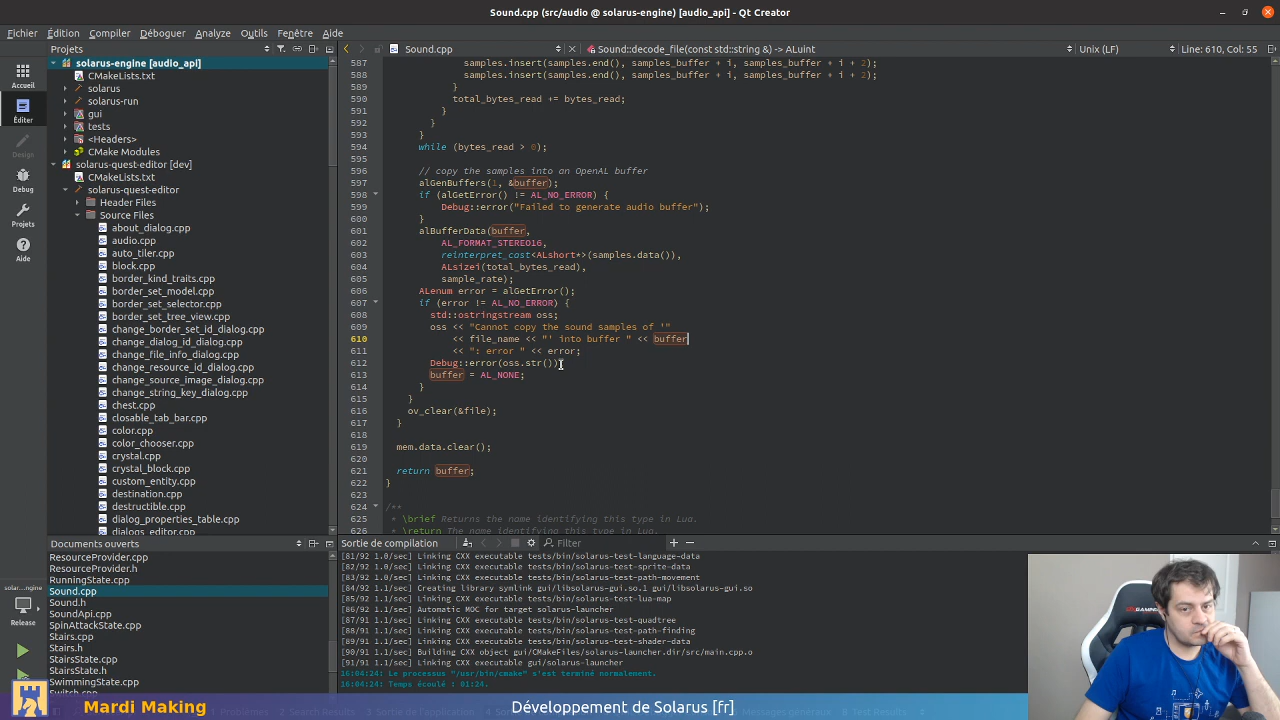 Sound.cpp (src/audio @ solarus-engine) [audio_api] - Qt Creator
Fichier Édition Compiler Déboguer Analyze Outils Fenêtre Aide
Projets
Sound.cpp
Sound::decode_file(const std::string &) -> ALuint
Unix (LF)
Line: 610, Col: 55
Accueil
Éditer
Design
Debug
Projets
Aide
solar...ngine
Release
solarus-engine [audio_api]
CMakeLists.txt
solarus
solarus-run
gui
tests
<Headers>
CMake Modules
solarus-quest-editor [dev]
CMakeLists.txt
solarus-quest-editor
Header Files
Source Files
about_dialog.cpp
audio.cpp
auto_tiler.cpp
block.cpp
border_kind_traits.cpp
border_set_model.cpp
border_set_selector.cpp
border_set_tree_view.cpp
change_border_set_id_dialog.cpp
change_dialog_id_dialog.cpp
change_file_info_dialog.cpp
change_resource_id_dialog.cpp
change_source_image_dialog.cpp
change_string_key_dialog.cpp
chest.cpp
closable_tab_bar.cpp
color.cpp
color_chooser.cpp
crystal.cpp
crystal_block.cpp
custom_entity.cpp
destination.cpp
destructible.cpp
dialog_properties_table.cpp
dialogs_editor.cpp
587 samples.insert(samples.end(), samples_buffer + i, samples_buffer + i + 2);
588 samples.insert(samples.end(), samples_buffer + i, samples_buffer + i + 2);
589 }
590 total_bytes_read += bytes_read;
591 }
592 }
593 }
594 while (bytes_read > 0);
595
596 // copy the samples into an OpenAL buffer
597 alGenBuffers(1, &buffer);
598 if (alGetError() != AL_NO_ERROR) {
599 Debug::error("Failed to generate audio buffer");
600 }
601 alBufferData(buffer,
602 AL_FORMAT_STEREO16,
603 reinterpret_cast<ALshort*>(samples.data()),
604 ALsizei(total_bytes_read),
605 sample_rate);
606 ALenum error = alGetError();
607 if (error != AL_NO_ERROR) {
608 std::ostringstream oss;
609 oss << "Cannot copy the sound samples of '"
610 << file_name << "' into buffer " << buffer
611 << ": error " << error;
612 Debug::error(oss.str());
613 buffer = AL_NONE;
614 }
615 }
616 ov_clear(&file);
617 }
618
619 mem.data.clear();
620
621 return buffer;
622 }
623
624 /**
625 * \brief Returns the name identifying this type in Lua.
626 * \return The name identifying this type in Lua.
Documents ouverts
ResourceProvider.cpp
ResourceProvider.h
RunningState.cpp
Sound.cpp
Sound.h
SoundApi.cpp
SpinAttackState.cpp
Stairs.cpp
Stairs.h
StairsState.cpp
StairsState.h
SwimmingState.cpp
Switch.cpp
Sortie de compilation
Filter
[81/92 1.0/sec] Linking CXX executable tests/bin/solarus-test-language-data
[82/92 1.0/sec] Linking CXX executable tests/bin/solarus-test-sprite-data
[83/92 1.0/sec] Linking CXX executable tests/bin/solarus-test-path-movement
[84/92 1.0/sec] Creating library symlink gui/libsolarus-gui.so.1 gui/libsolarus-gui.so
[85/92 1.0/sec] Linking CXX executable tests/bin/solarus-test-lua-map
[86/92 1.0/sec] Automatic MOC for target solarus-launcher
[87/91 1.1/sec] Linking CXX executable tests/bin/solarus-test-quadtree
[88/91 1.1/sec] Linking CXX executable tests/bin/solarus-test-path-finding
[89/91 1.1/sec] Linking CXX executable tests/bin/solarus-test-shader-data
[90/91 1.1/sec] Building CXX object gui/CMakeFiles/solarus-launcher.dir/src/main.cpp.o
[91/91 1.1/sec] Linking CXX executable gui/solarus-launcher
16:04:24: Le processus "/usr/bin/cmake" s'est terminé normalement.
16:04:24: Temps écoulé : 01:24.
Mardi Making
Développement de Solarus [fr]